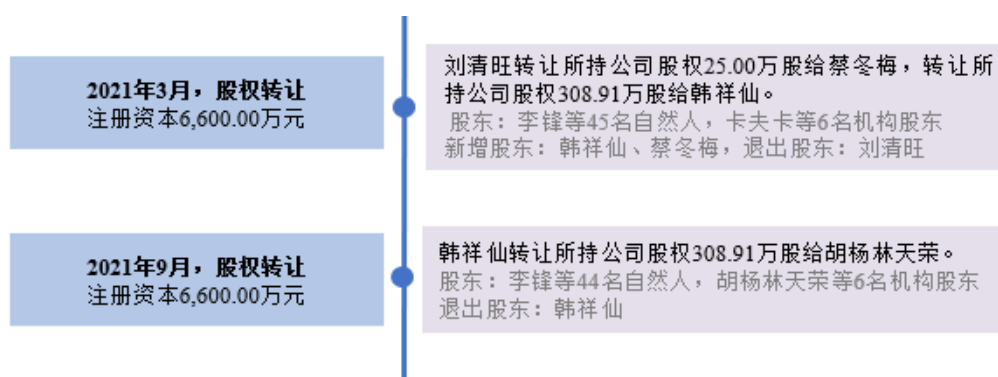 2021年3月，股权转让
注册资本6,600.00万元
刘清旺转让所持公司股权25.00万股给蔡冬梅，转让所
持公司股权308.91万股给韩祥仙。
股东：李锋等45名自然人，卡夫卡等6名机构股东
新增股东：韩祥仙、蔡冬梅，退出股东：刘清旺
2021年9月，股权转让
注册资本6,600.00万元
韩祥仙转让所持公司股权308.91万股给胡杨林天荣。
股东：李锋等44名自然人，胡杨林天荣等6名机构股东
退出股东：韩祥仙